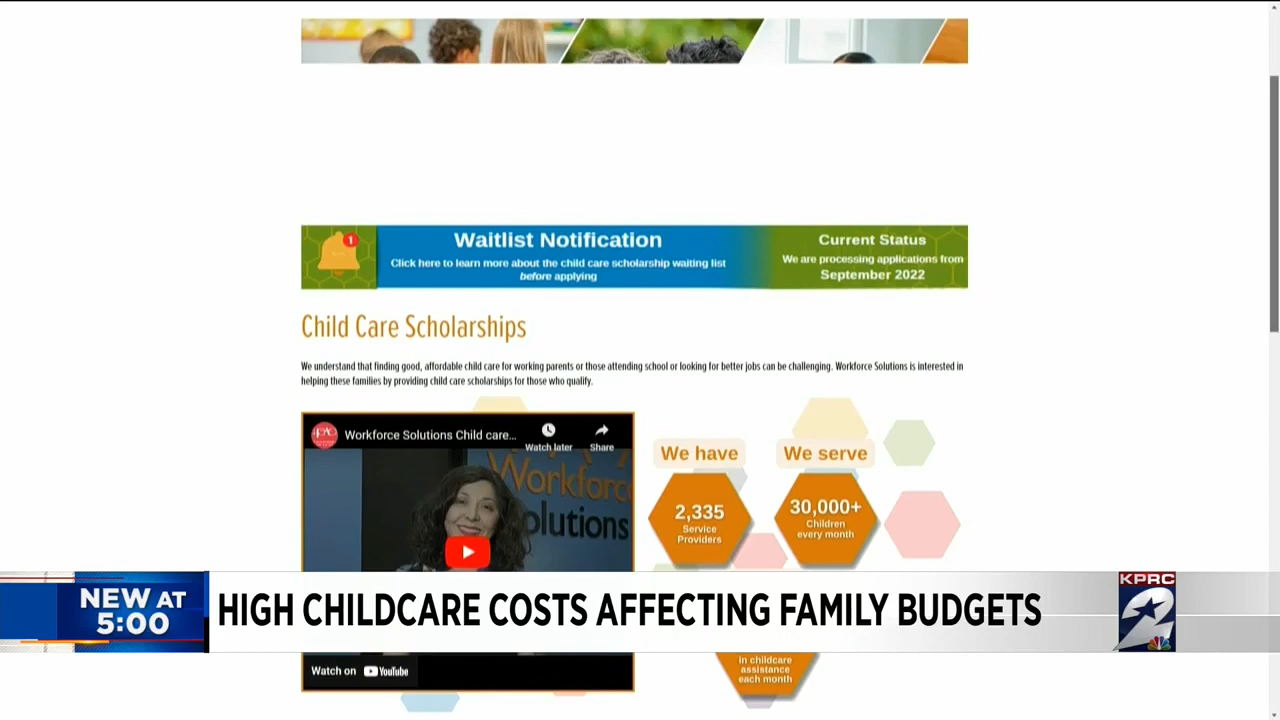 1
Waitlist Notification
Click here to learn more about the child care scholarship waiting list
before applying
Current Status
We are processing applications from
September 2022
Child Care Scholarships
We understand that finding good, affordable child care for working parents or those attending school or looking for better jobs can be challenging. Workforce Solutions is interested in
helping these families by providing child care scholarships for those who qualify.
Workforce Solutions Child care...
Watch later
Share
Workforc
olutions
We have
We serve
2,335
Service
Providers
30,000+
Children
every month
NEW AT
5:00
HIGH CHILDCARE COSTS AFFECTING FAMILY BUDGETS
KPRC
2
Watch on YouTube
in childcare
assistance
each month